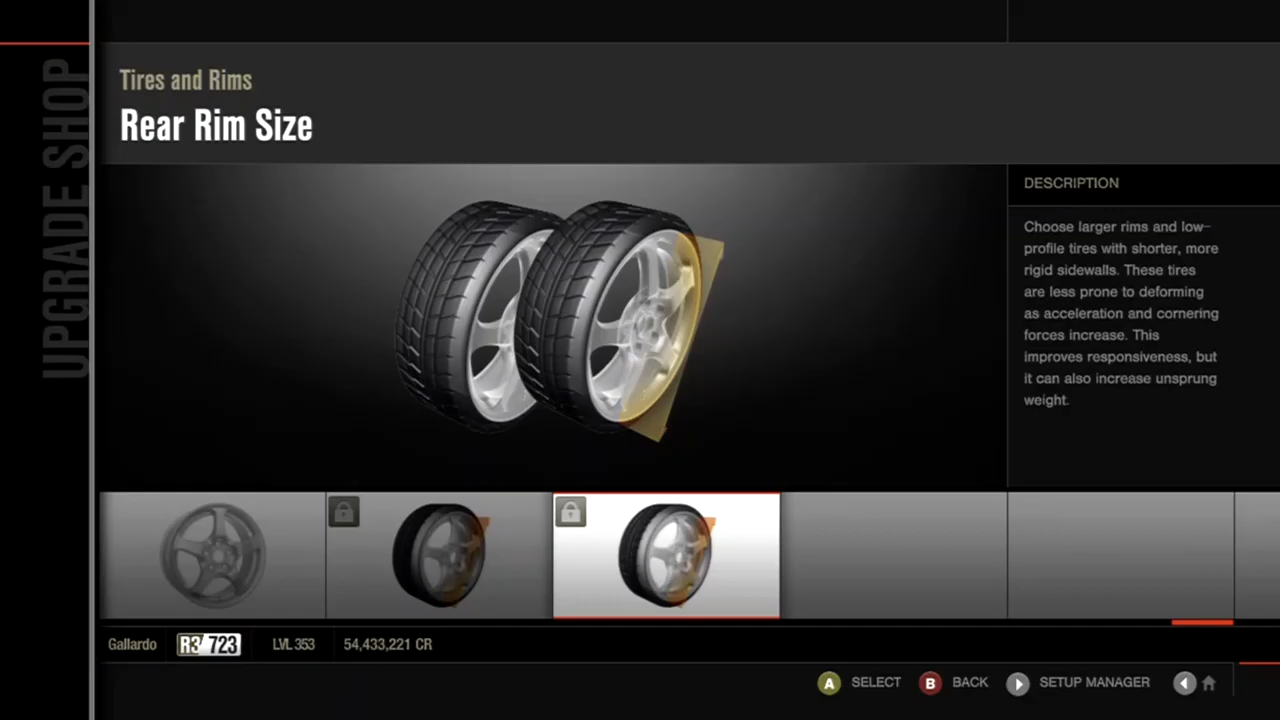 UPGRADE SHOP
Tires and Rims
Rear Rim Size
DESCRIPTION
Choose larger rims and low-
profile tires with shorter, more
rigid sidewalls. These tires
are less prone to deforming
as acceleration and cornering
forces increase. This
improves responsiveness, but
it can also increase unsprung
weight.
Gallardo R3 723 LVL 353 54,433,221 CR
A SELECT B BACK SETUP MANAGER